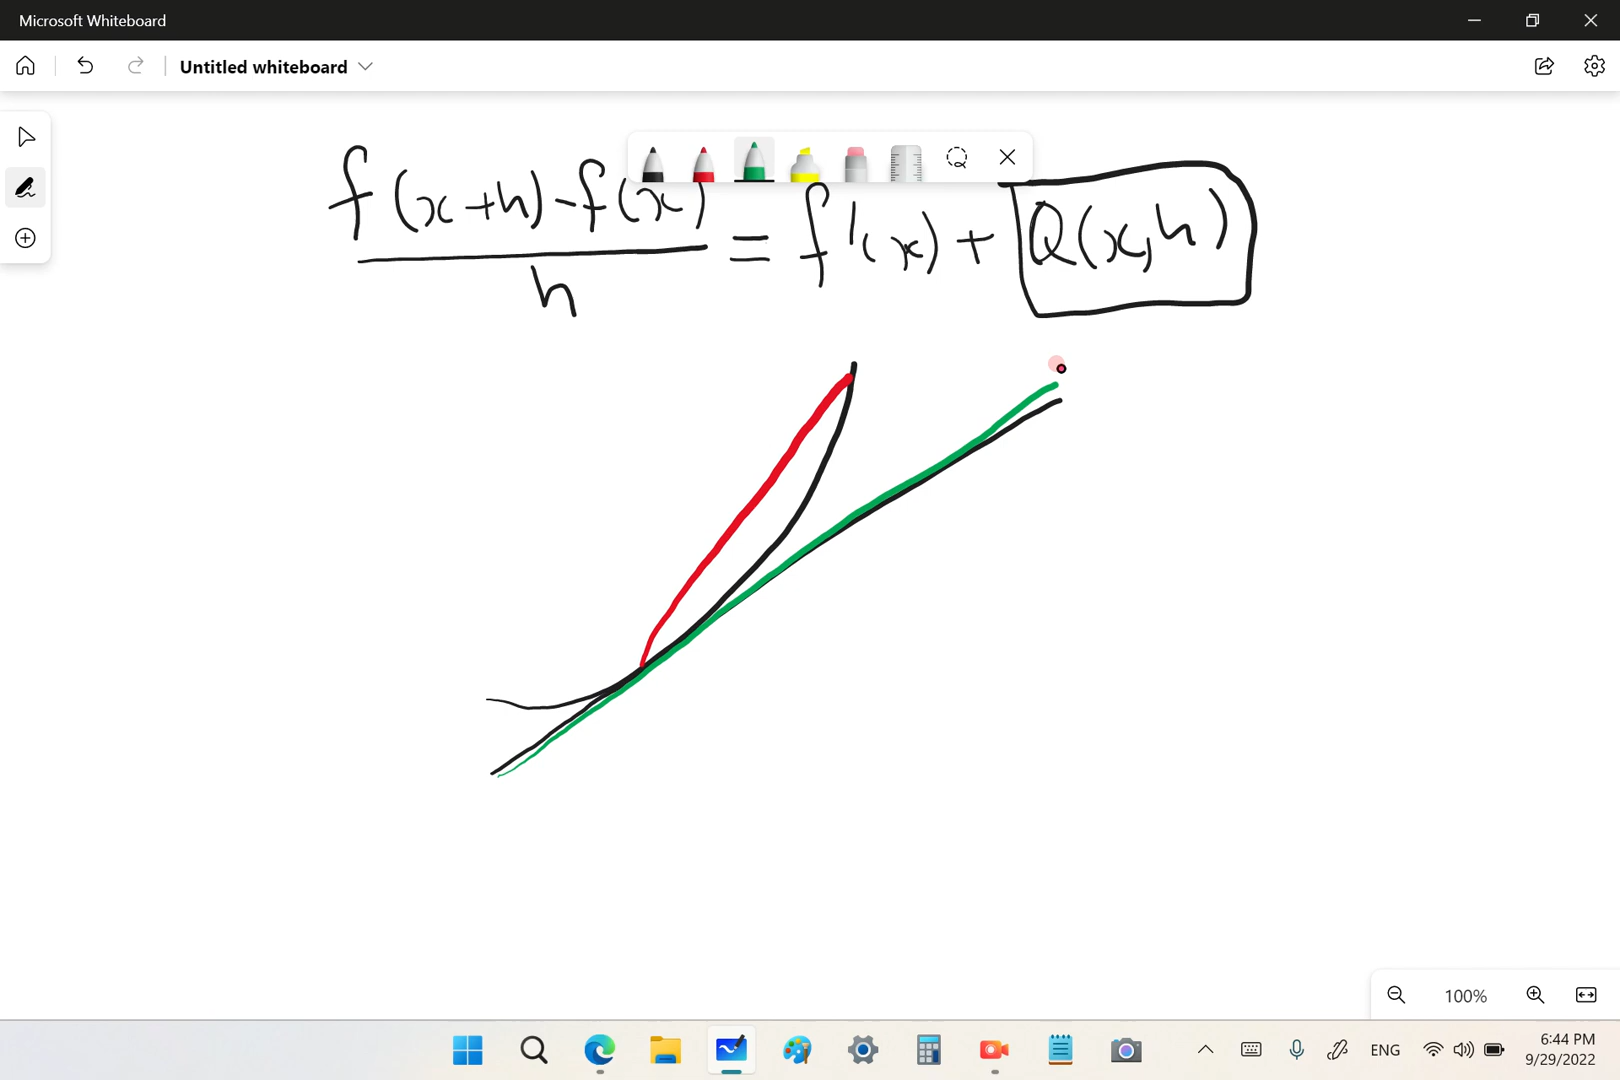 Microsoft Whiteboard
Untitled whiteboard
f(x+h)-f(x)
h
= f'(x) + Q(x,h)
100%
ENG
6:44 PM
9/29/2022